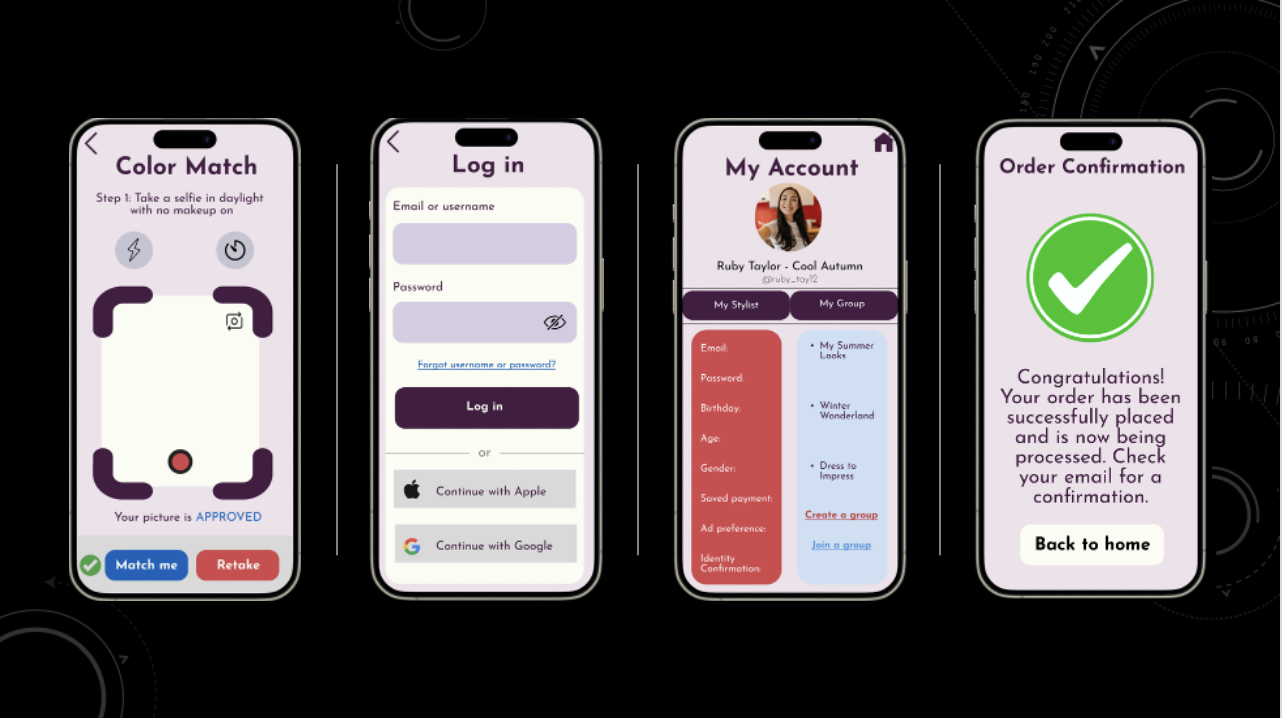 Color Match
Step 1: Take a selfie in daylight
with no makeup on
Your picture is APPROVED
Match me
Retake
Log in
Email or username
Password
Forgot username or password?
Log in
or
Continue with Apple
Continue with Google
My Account
Ruby Taylor - Cool Autumn
@ruby_tay12
My Stylist
My Group
Email:
Password:
Birthday:
Age:
Gender:
Saved payment:
Ad preference:
Identity
Confirmation:
• My Summer
Looks
• Winter
Wonderland
• Dress to
Impress
Create a group
Join a group
Order Confirmation
Congratulations!
Your order has been
successfully placed
and is now being
processed. Check
your email for a
confirmation.
Back to home
190
200
210